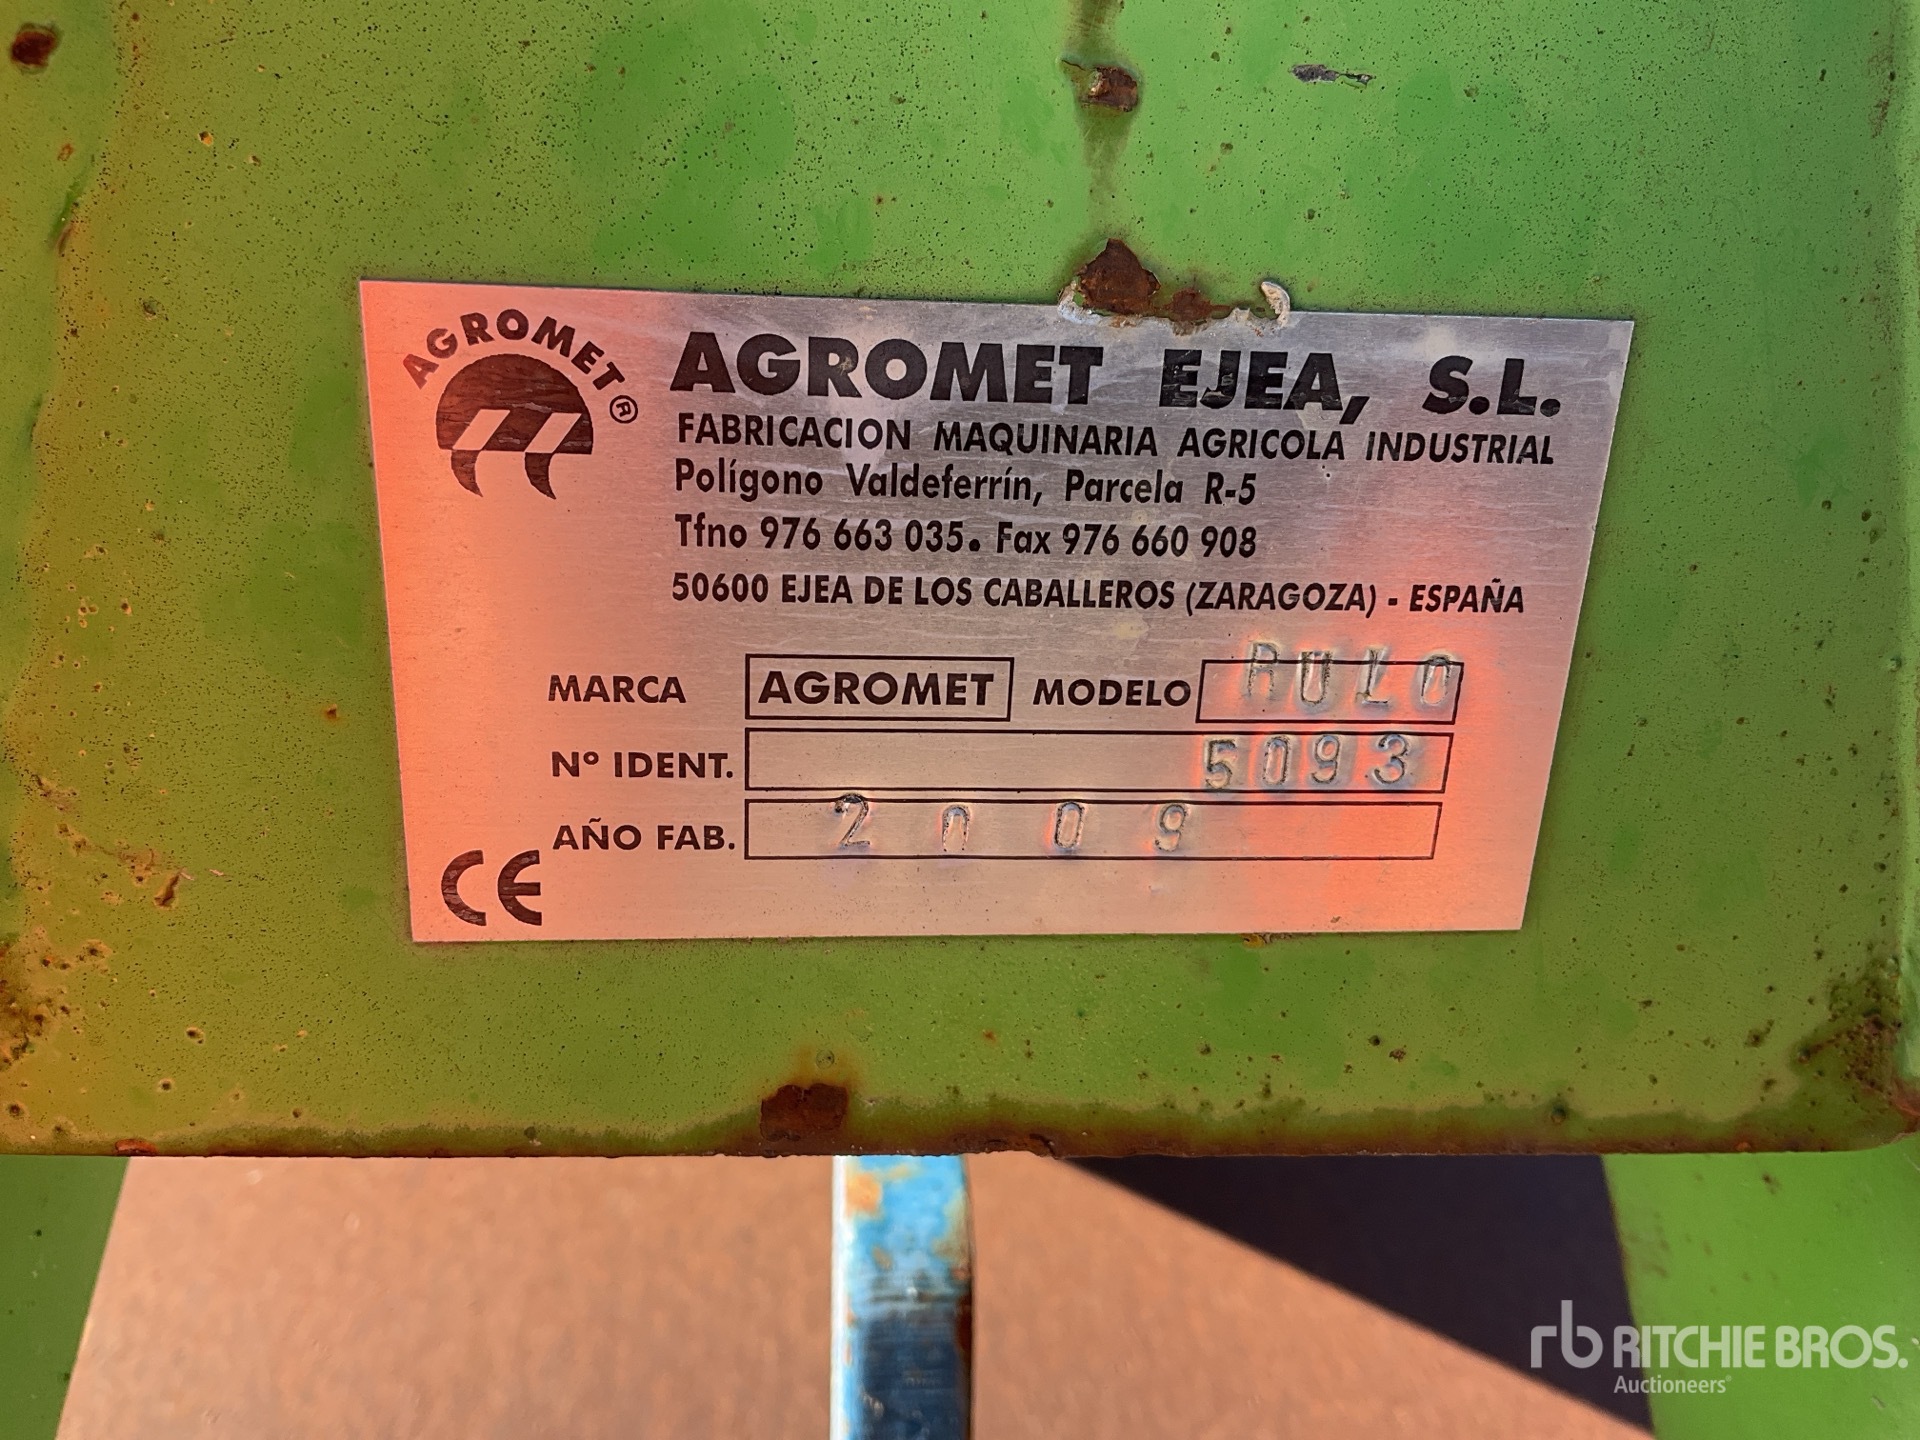 AGROMET®
AGROMET EJEA, S.L.
FABRICACION MAQUINARIA AGRICOLA INDUSTRIAL
Polígono Valdeferrín, Parcela R-5
Tfno 976 663 035. Fax 976 660 908
50600 EJEA DE LOS CABALLEROS (ZARAGOZA) - ESPAÑA
MARCA AGROMET MODELO RULO
Nº IDENT. 5093
AÑO FAB. 2009
CE
rb RITCHIE BROS.
Auctioneers